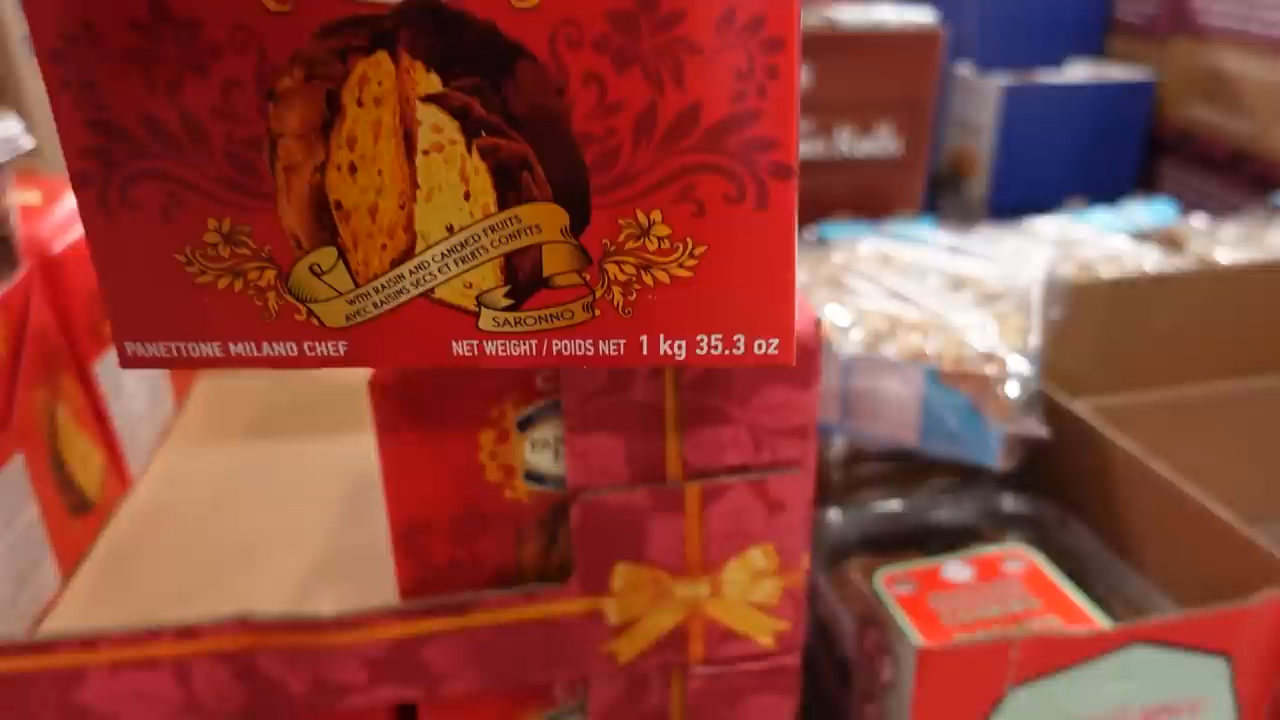 WITH RAISIN AND CANDIED FRUITS
AVEC RAISINS SECS ET FRUITS CONFITS
SARONNO
PANETTONE MILANO CHEF
NET WEIGHT / POIDS NET 1 kg 35.3 oz